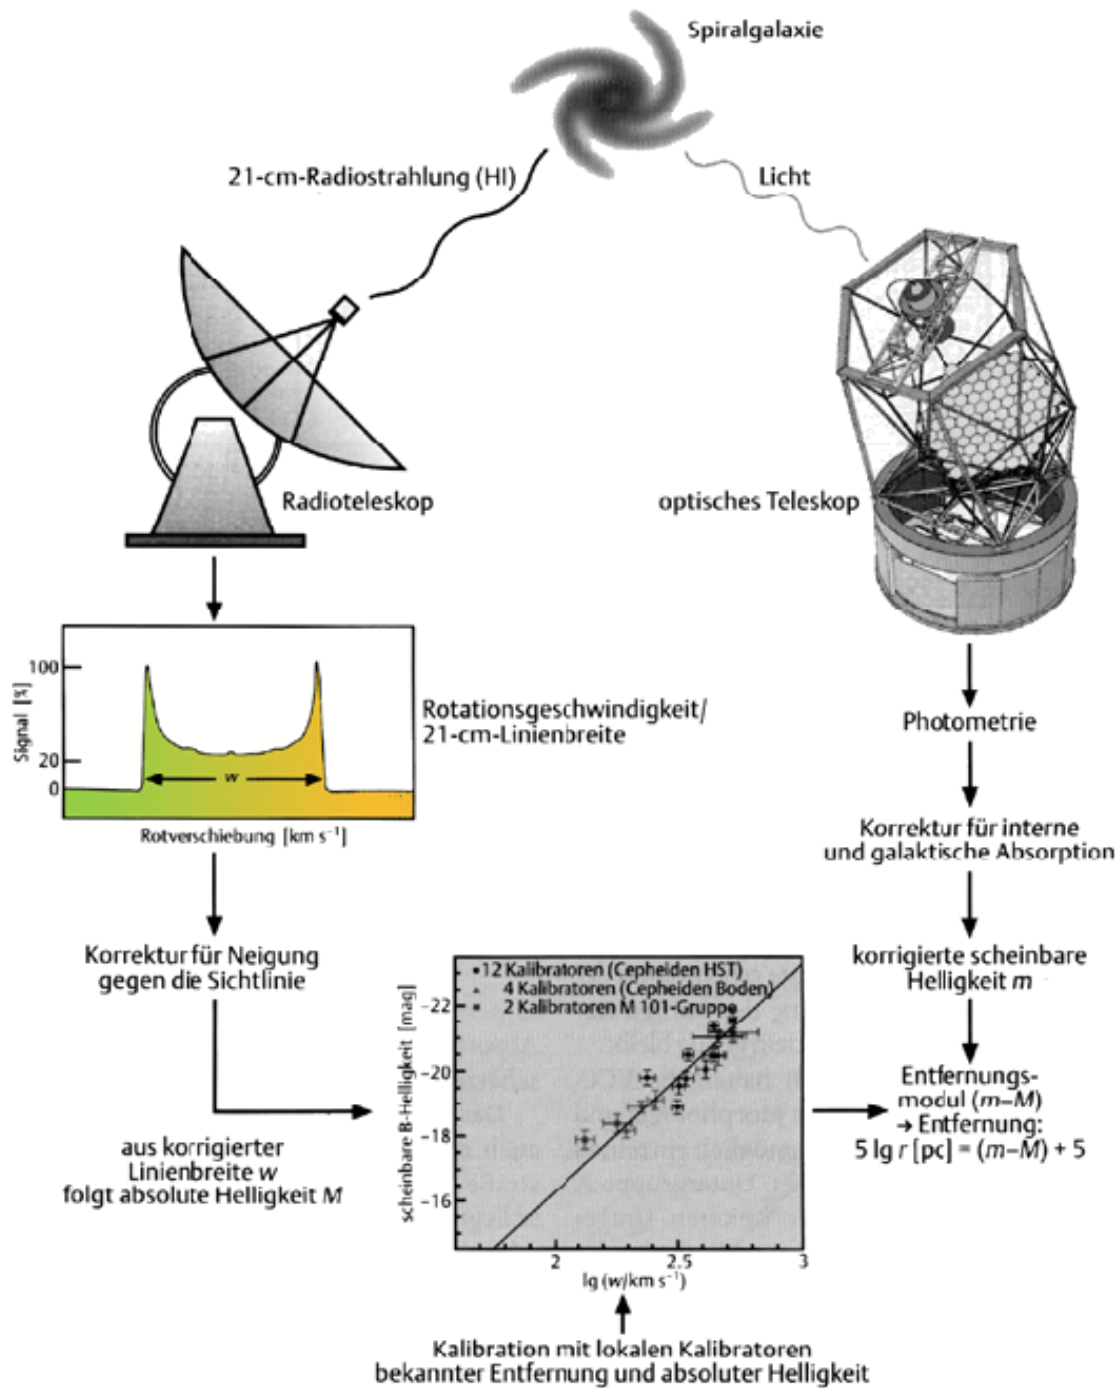 Spiralgalaxie
21-cm-Radiostrahlung (HI)
Licht
Radioteleskop
optisches Teleskop
Signal [%]
100
20
0
w
Rotverschiebung [km s⁻¹]
Rotationsgeschwindigkeit/
21-cm-Linienbreite
Photometrie
Korrektur für interne
und galaktische Absorption
Korrektur für Neigung
gegen die Sichtlinie
korrigierte scheinbare
Helligkeit m
12 Kalibratoren (Cepheiden HST)
4 Kalibratoren (Cepheiden Boden)
2 Kalibratoren M 101-Gruppe
scheinbare B-Helligkeit [mag]
-22
-20
-18
-16
2
2.5
3
lg (w/km s⁻¹)
aus korrigierter
Linienbreite w
folgt absolute Helligkeit M
Entfernungs-
modul (m–M)
→ Entfernung:
5 lg r [pc] = (m–M) + 5
Kalibration mit lokalen Kalibratoren
bekannter Entfernung und absoluter Helligkeit